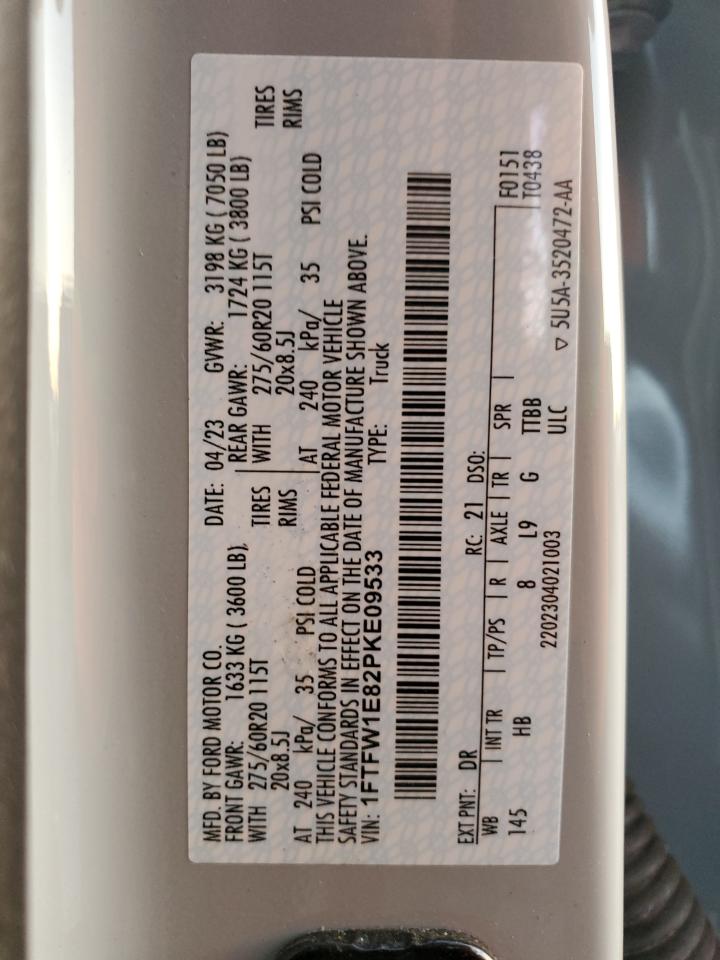 MFD. BY FORD MOTOR CO. DATE: 04/23 GVWR: 3198 KG ( 7050 LB)
FRONT GAWR: 1633 KG ( 3600 LB) REAR GAWR: 1724 KG ( 3800 LB)
WITH 275/60R20 115T TIRES WITH 275/60R20 115T TIRES
20x8.5J RIMS 20x8.5J RIMS
AT 240 kPa/ 35 PSI COLD AT 240 kPa/ 35 PSI COLD
THIS VEHICLE CONFORMS TO ALL APPLICABLE FEDERAL MOTOR VEHICLE
SAFETY STANDARDS IN EFFECT ON THE DATE OF MANUFACTURE SHOWN ABOVE.
VIN: 1FTFW1E82PKE09533 TYPE: Truck
EXT PNT: DR RC: 21 DSO:
WB INT TR TP/PS R AXLE TR SPR F0151
145 HB 8 L9 G TTBB T0438
ULC
2202304021003 ▽ 5U5A-3520472-AA